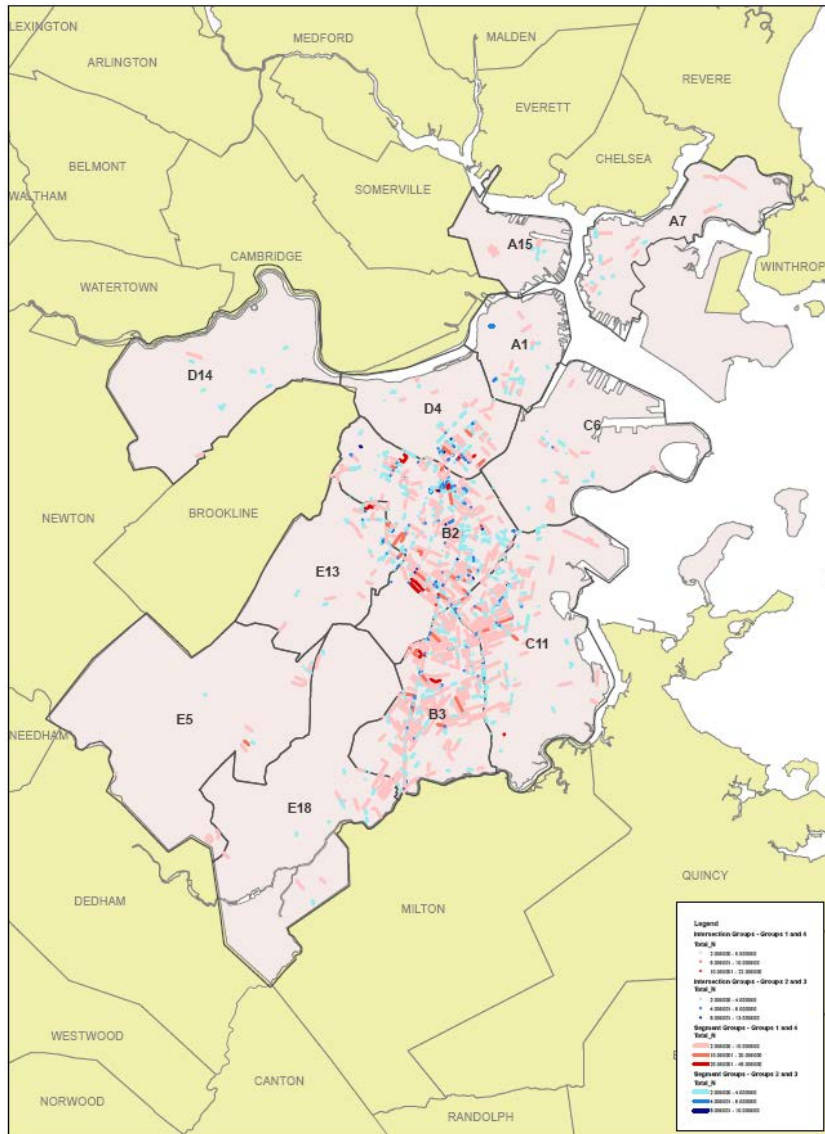 LEXINGTON
MEDFORD
MALDEN
ARLINGTON
REVERE
EVERETT
BELMONT
CHELSEA
SOMERVILLE
WALTHAM
A7
A15
CAMBRIDGE
WINTHROP
WATERTOWN
A1
D14
D4
C6
NEWTON
BROOKLINE
B2
E13
C11
B3
E5
NEEDHAM
E18
QUINCY
DEDHAM
MILTON
WESTWOOD
CANTON
NORWOOD
RANDOLPH
Legend
Intersection Groups - Groups 1 and 4
Total_N
Intersection Groups - Groups 2 and 3
Total_N
Segment Groups - Groups 1 and 4
Total_N
Segment Groups - Groups 2 and 3
Total_N